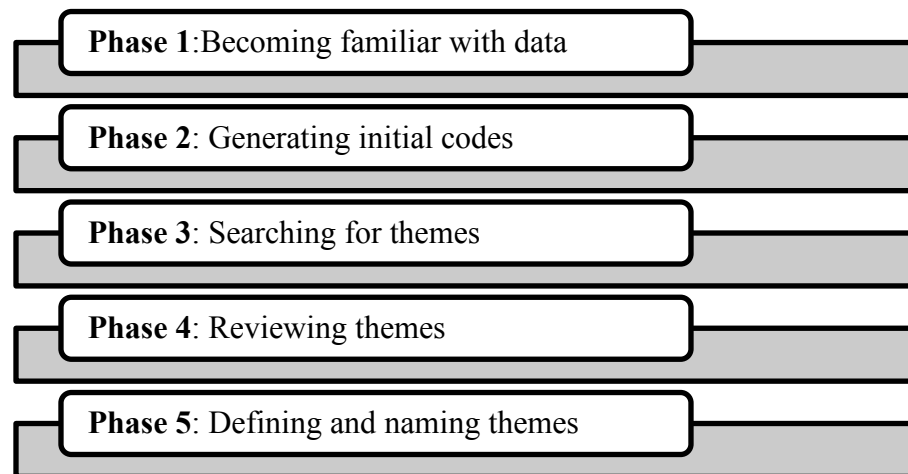 Phase 1:Becoming familiar with data
Phase 2: Generating initial codes
Phase 3: Searching for themes
Phase 4: Reviewing themes
Phase 5: Defining and naming themes